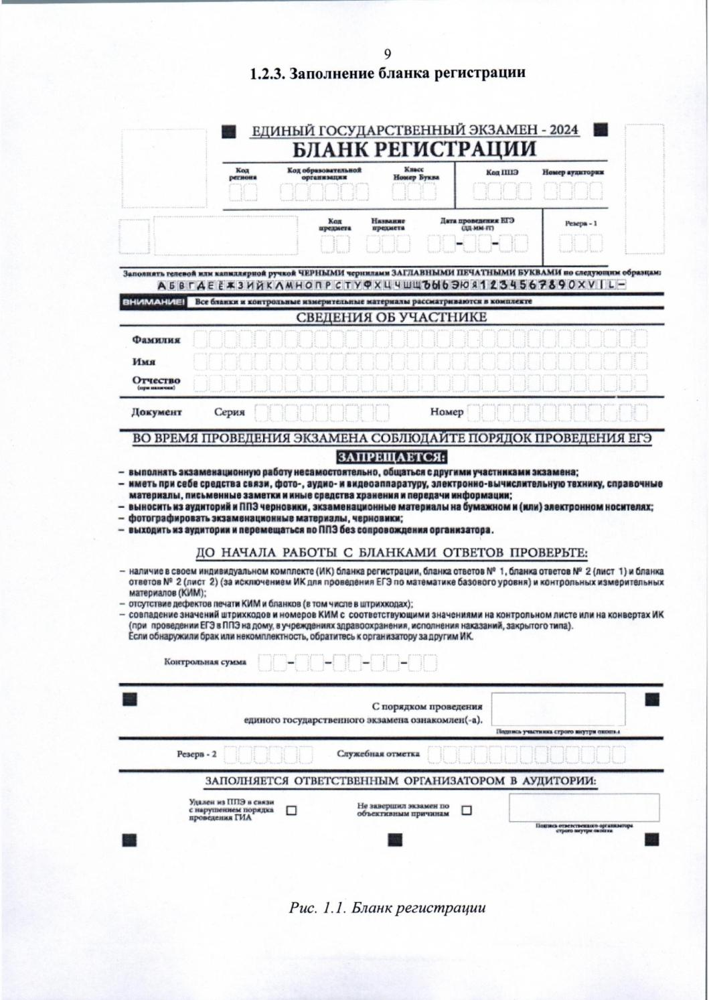 9
1.2.3. Заполнение бланка регистрации
ЕДИНЫЙ ГОСУДАРСТВЕННЫЙ ЭКЗАМЕН - 2024
БЛАНК РЕГИСТРАЦИИ
Код региона
Код образовательной организации
Класс Номер Буква
Код ППЭ
Номер аудитории
Код предмета
Название предмета
Дата проведения ЕГЭ (ДД-ММ-ГГ)
Резерв - 1
Заполнять гелевой или капиллярной ручкой ЧЕРНЫМИ чернилами ЗАГЛАВНЫМИ ПЕЧАТНЫМИ БУКВАМИ по следующим образцам:
А Б В Г Д Е Ё Ж З И Й К Л М Н О П Р С Т У Ф Х Ц Ч Ш Щ Ъ Ы Ь Э Ю Я 1 2 3 4 5 6 7 8 9 0 X V I L -
ВНИМАНИЕ! Все бланки и контрольные измерительные материалы рассматриваются в комплекте
СВЕДЕНИЯ ОБ УЧАСТНИКЕ
Фамилия
Имя
Отчество
(при наличии)
Документ Серия Номер
ВО ВРЕМЯ ПРОВЕДЕНИЯ ЭКЗАМЕНА СОБЛЮДАЙТЕ ПОРЯДОК ПРОВЕДЕНИЯ ЕГЭ
ЗАПРЕЩАЕТСЯ:
– выполнять экзаменационную работу несамостоятельно, общаться с другими участниками экзамена;
– иметь при себе средства связи, фото-, аудио- и видеоаппаратуру, электронно-вычислительную технику, справочные
материалы, письменные заметки и иные средства хранения и передачи информации;
– выносить из аудиторий и ППЭ черновики, экзаменационные материалы на бумажном и (или) электронном носителях;
– фотографировать экзаменационные материалы, черновики;
– выходить из аудитории и перемещаться по ППЭ без сопровождения организатора.
ДО НАЧАЛА РАБОТЫ С БЛАНКАМИ ОТВЕТОВ ПРОВЕРЬТЕ:
– наличие в своем индивидуальном комплекте (ИК) бланка регистрации, бланка ответов № 1, бланка ответов № 2 (лист 1) и бланка
ответов № 2 (лист 2) (за исключением ИК для проведения ЕГЭ по математике базового уровня) и контрольных измерительных
материалов (КИМ);
– отсутствие дефектов печати КИМ и бланков (в том числе в штрихкодах);
– совпадение значений штрихкодов и номеров КИМ с соответствующими значениями на контрольном листе или на конвертах ИК
(при проведении ЕГЭ в ППЭ на дому, в учреждениях здравоохранения, исполнения наказаний, закрытого типа).
Если обнаружили брак или некомплектность, обратитесь к организатору за другим ИК.
Контрольная сумма - - - -
С порядком проведения
единого государственного экзамена ознакомлен(-а).
Подпись участника строго внутри окошка
Резерв - 2 Служебная отметка
ЗАПОЛНЯЕТСЯ ОТВЕТСТВЕННЫМ ОРГАНИЗАТОРОМ В АУДИТОРИИ:
Удален из ППЭ в связи
с нарушением порядка
проведения ГИА
Не завершил экзамен по
объективным причинам
Подпись ответственного организатора
строго внутри окошка
Рис. 1.1. Бланк регистрации